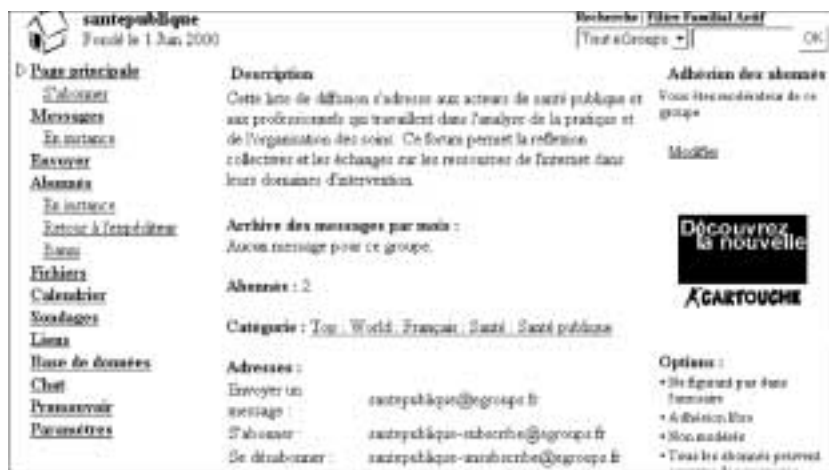 santepublique
Fondé le 1 Juin 2000
Recherche | Filtre Familial Actif
Tout eGroups
OK
Page principale
S'abonner
Messages
En instance
Envoyer
Abonnés
En instance
Retour à l'expéditeur
Banni
Fichiers
Calendrier
Sondages
Liens
Base de données
Chat
Promouvoir
Paramètres
Description
Cette liste de diffusion s'adresse aux acteurs de santé publique et
aux professionnels qui travaillent dans l'analyse de la pratique et
de l'organisation des soins. Ce forum permet la réflexion
collectives et les échanges sur les ressources de l'internet dans
leurs domaines d'intervention.
Archive des messages par mois :
Aucun message pour ce groupe.
Abonnés : 2
Catégorie : Top : World : Français : Santé : Santé publique
Adresses :
Envoyer un
message :
santepublique@egroups.fr
S'abonner : santepublique-subscribe@egroups.fr
Se désabonner : santepublique-unsubscribe@egroups.fr
Adhésion des abonnés
Vous êtes modérateur de ce
groupe
Modifier
Découvrez
la nouvelle
CARTOUCHE
Options :
• Ne figurant pas dans
l'annuaire
• Adhésion libre
• Non modérée
• Tous les abonnés peuvent